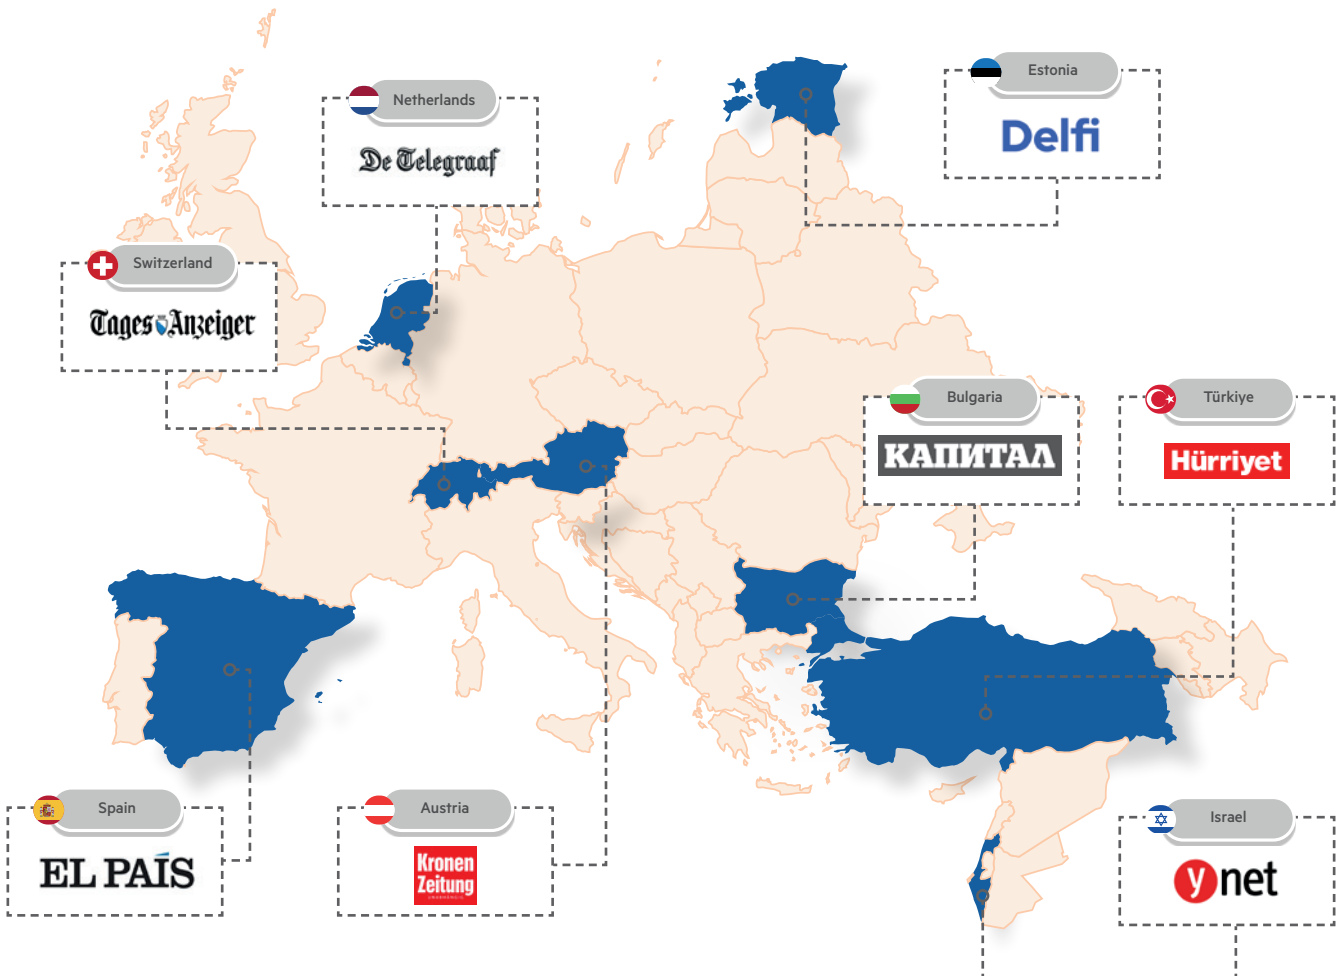 Estonia
Delfi
Netherlands
De Telegraaf
Switzerland
Tages Anzeiger
Bulgaria
КАПИТАЛ
Türkiye
Hürriyet
Spain
EL PAÍS
Austria
Kronen
Zeitung
Israel
ynet